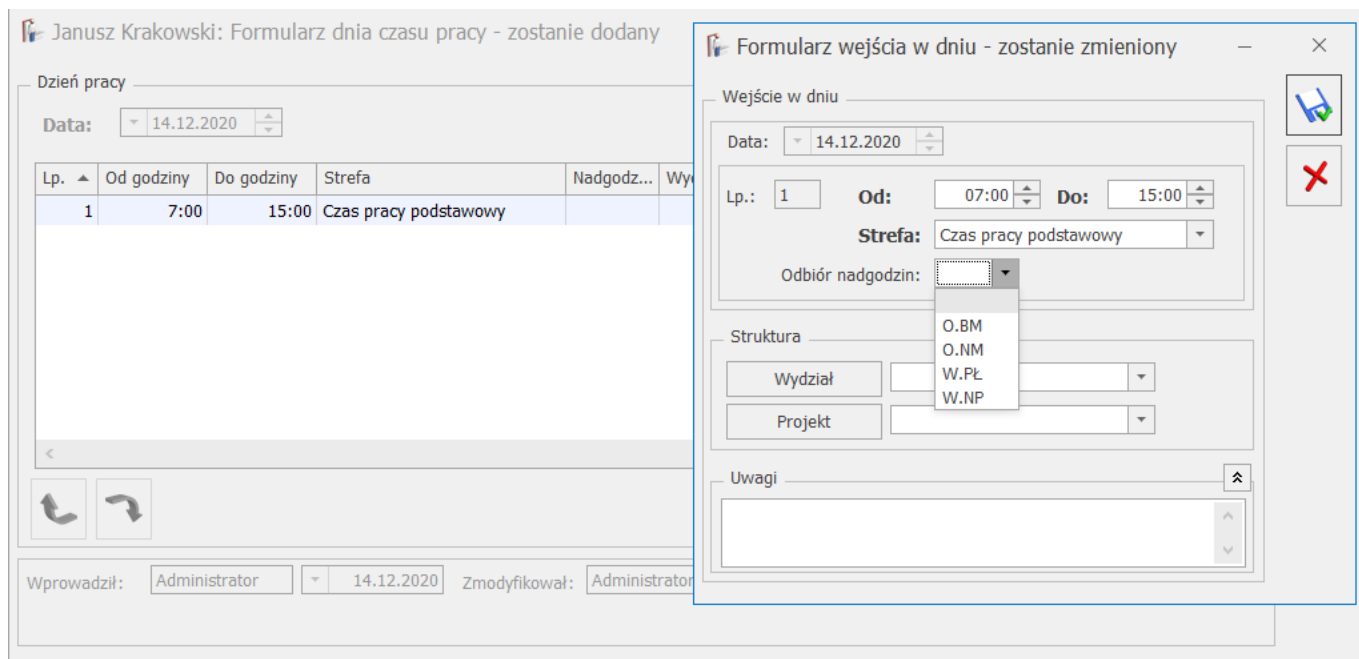 Janusz Krakowski: Formularz dnia czasu pracy - zostanie dodany
Dzień pracy
Data: 14.12.2020
Lp. Od godziny Do godziny Strefa Nadgodz...
1 7:00 15:00 Czas pracy podstawowy
Wprowadził: Administrator 14.12.2020 Zmodyfikował: Administrator
Formularz wejścia w dniu - zostanie zmieniony
Wejście w dniu
Data: 14.12.2020
Lp.: 1 Od: 07:00 Do: 15:00
Strefa: Czas pracy podstawowy
Odbiór nadgodzin:
O.BM
O.NM
W.PŁ
W.NP
Struktura
Wydział
Projekt
Uwagi